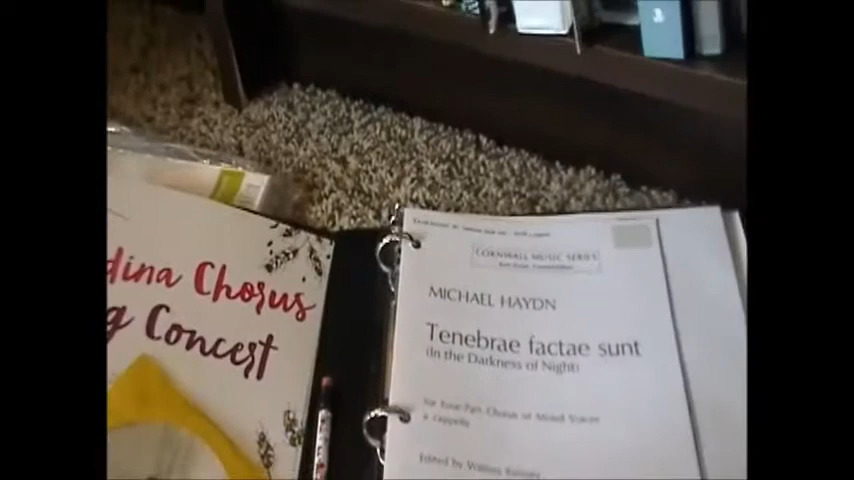 dina Chorus
g Concert
CORNWALL MUSIC SERIES
MICHAEL HAYDN
Tenebrae factae sunt
(In the Darkness of Night)
for Four-Part Chorus of Mixed Voices
a cappella
Edited by